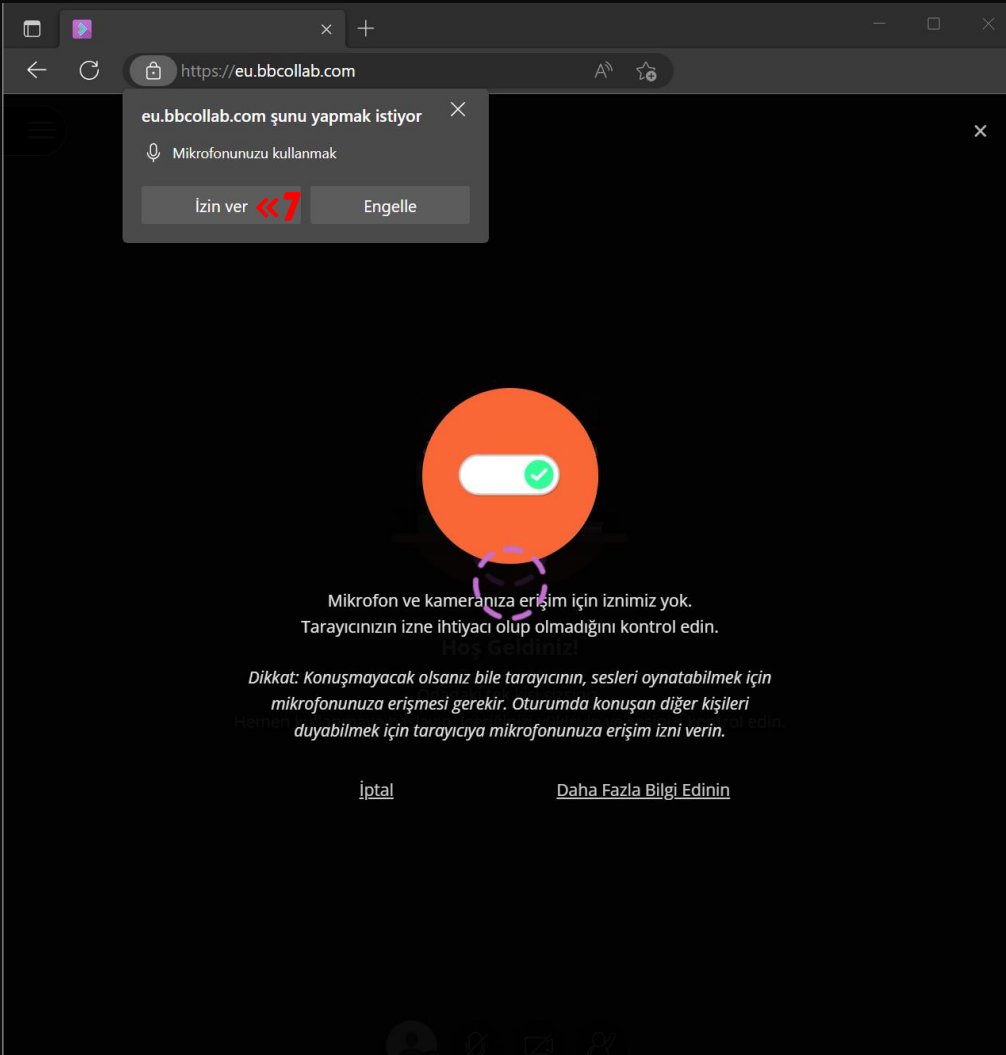 https://eu.bbcollab.com
eu.bbcollab.com şunu yapmak istiyor
Mikrofonunuzu kullanmak
İzin ver «7 Engelle
Mikrofon ve kameranıza erişim için iznimiz yok.
Tarayıcınızın izne ihtiyacı olup olmadığını kontrol edin.
Hoş Geldiniz!
Dikkat: Konuşmayacak olsanız bile tarayıcının, sesleri oynatabilmek için
mikrofonunuza erişmesi gerekir. Oturumda konuşan diğer kişileri
duyabilmek için tarayıcıya mikrofonunuza erişim izni verin.
İptal Daha Fazla Bilgi Edinin